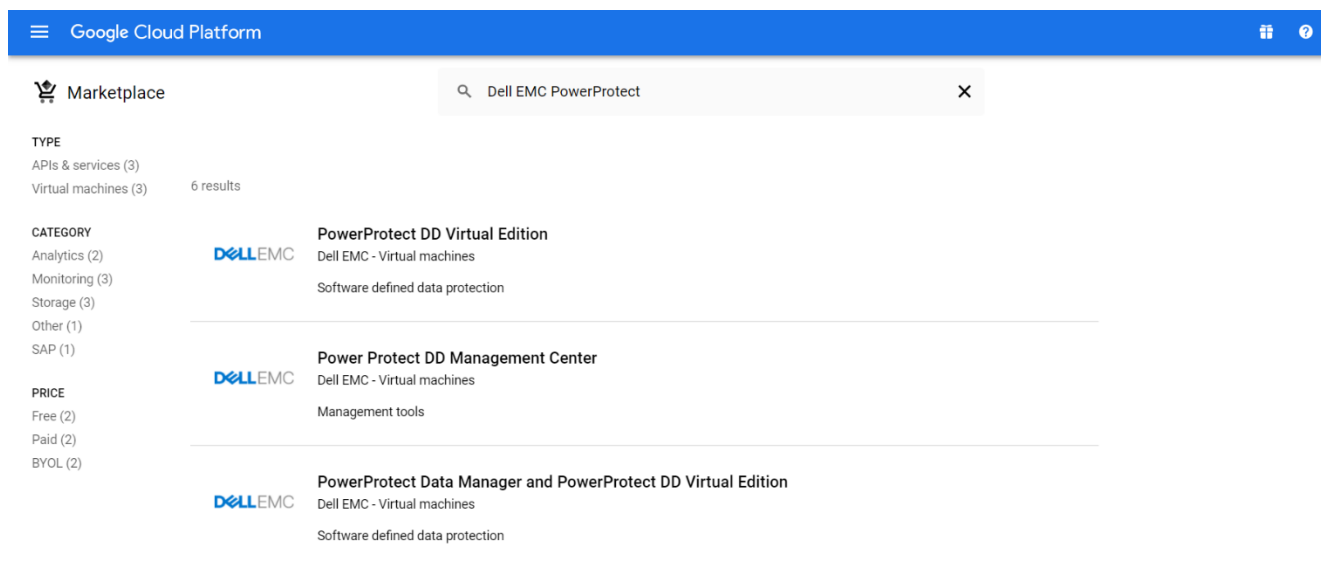 Google Cloud Platform
Marketplace
Dell EMC PowerProtect
TYPE
APIs & services (3)
Virtual machines (3)
CATEGORY
Analytics (2)
Monitoring (3)
Storage (3)
Other (1)
SAP (1)
PRICE
Free (2)
Paid (2)
BYOL (2)
6 results
DELLEMC
PowerProtect DD Virtual Edition
Dell EMC - Virtual machines
Software defined data protection
DELLEMC
Power Protect DD Management Center
Dell EMC - Virtual machines
Management tools
DELLEMC
PowerProtect Data Manager and PowerProtect DD Virtual Edition
Dell EMC - Virtual machines
Software defined data protection